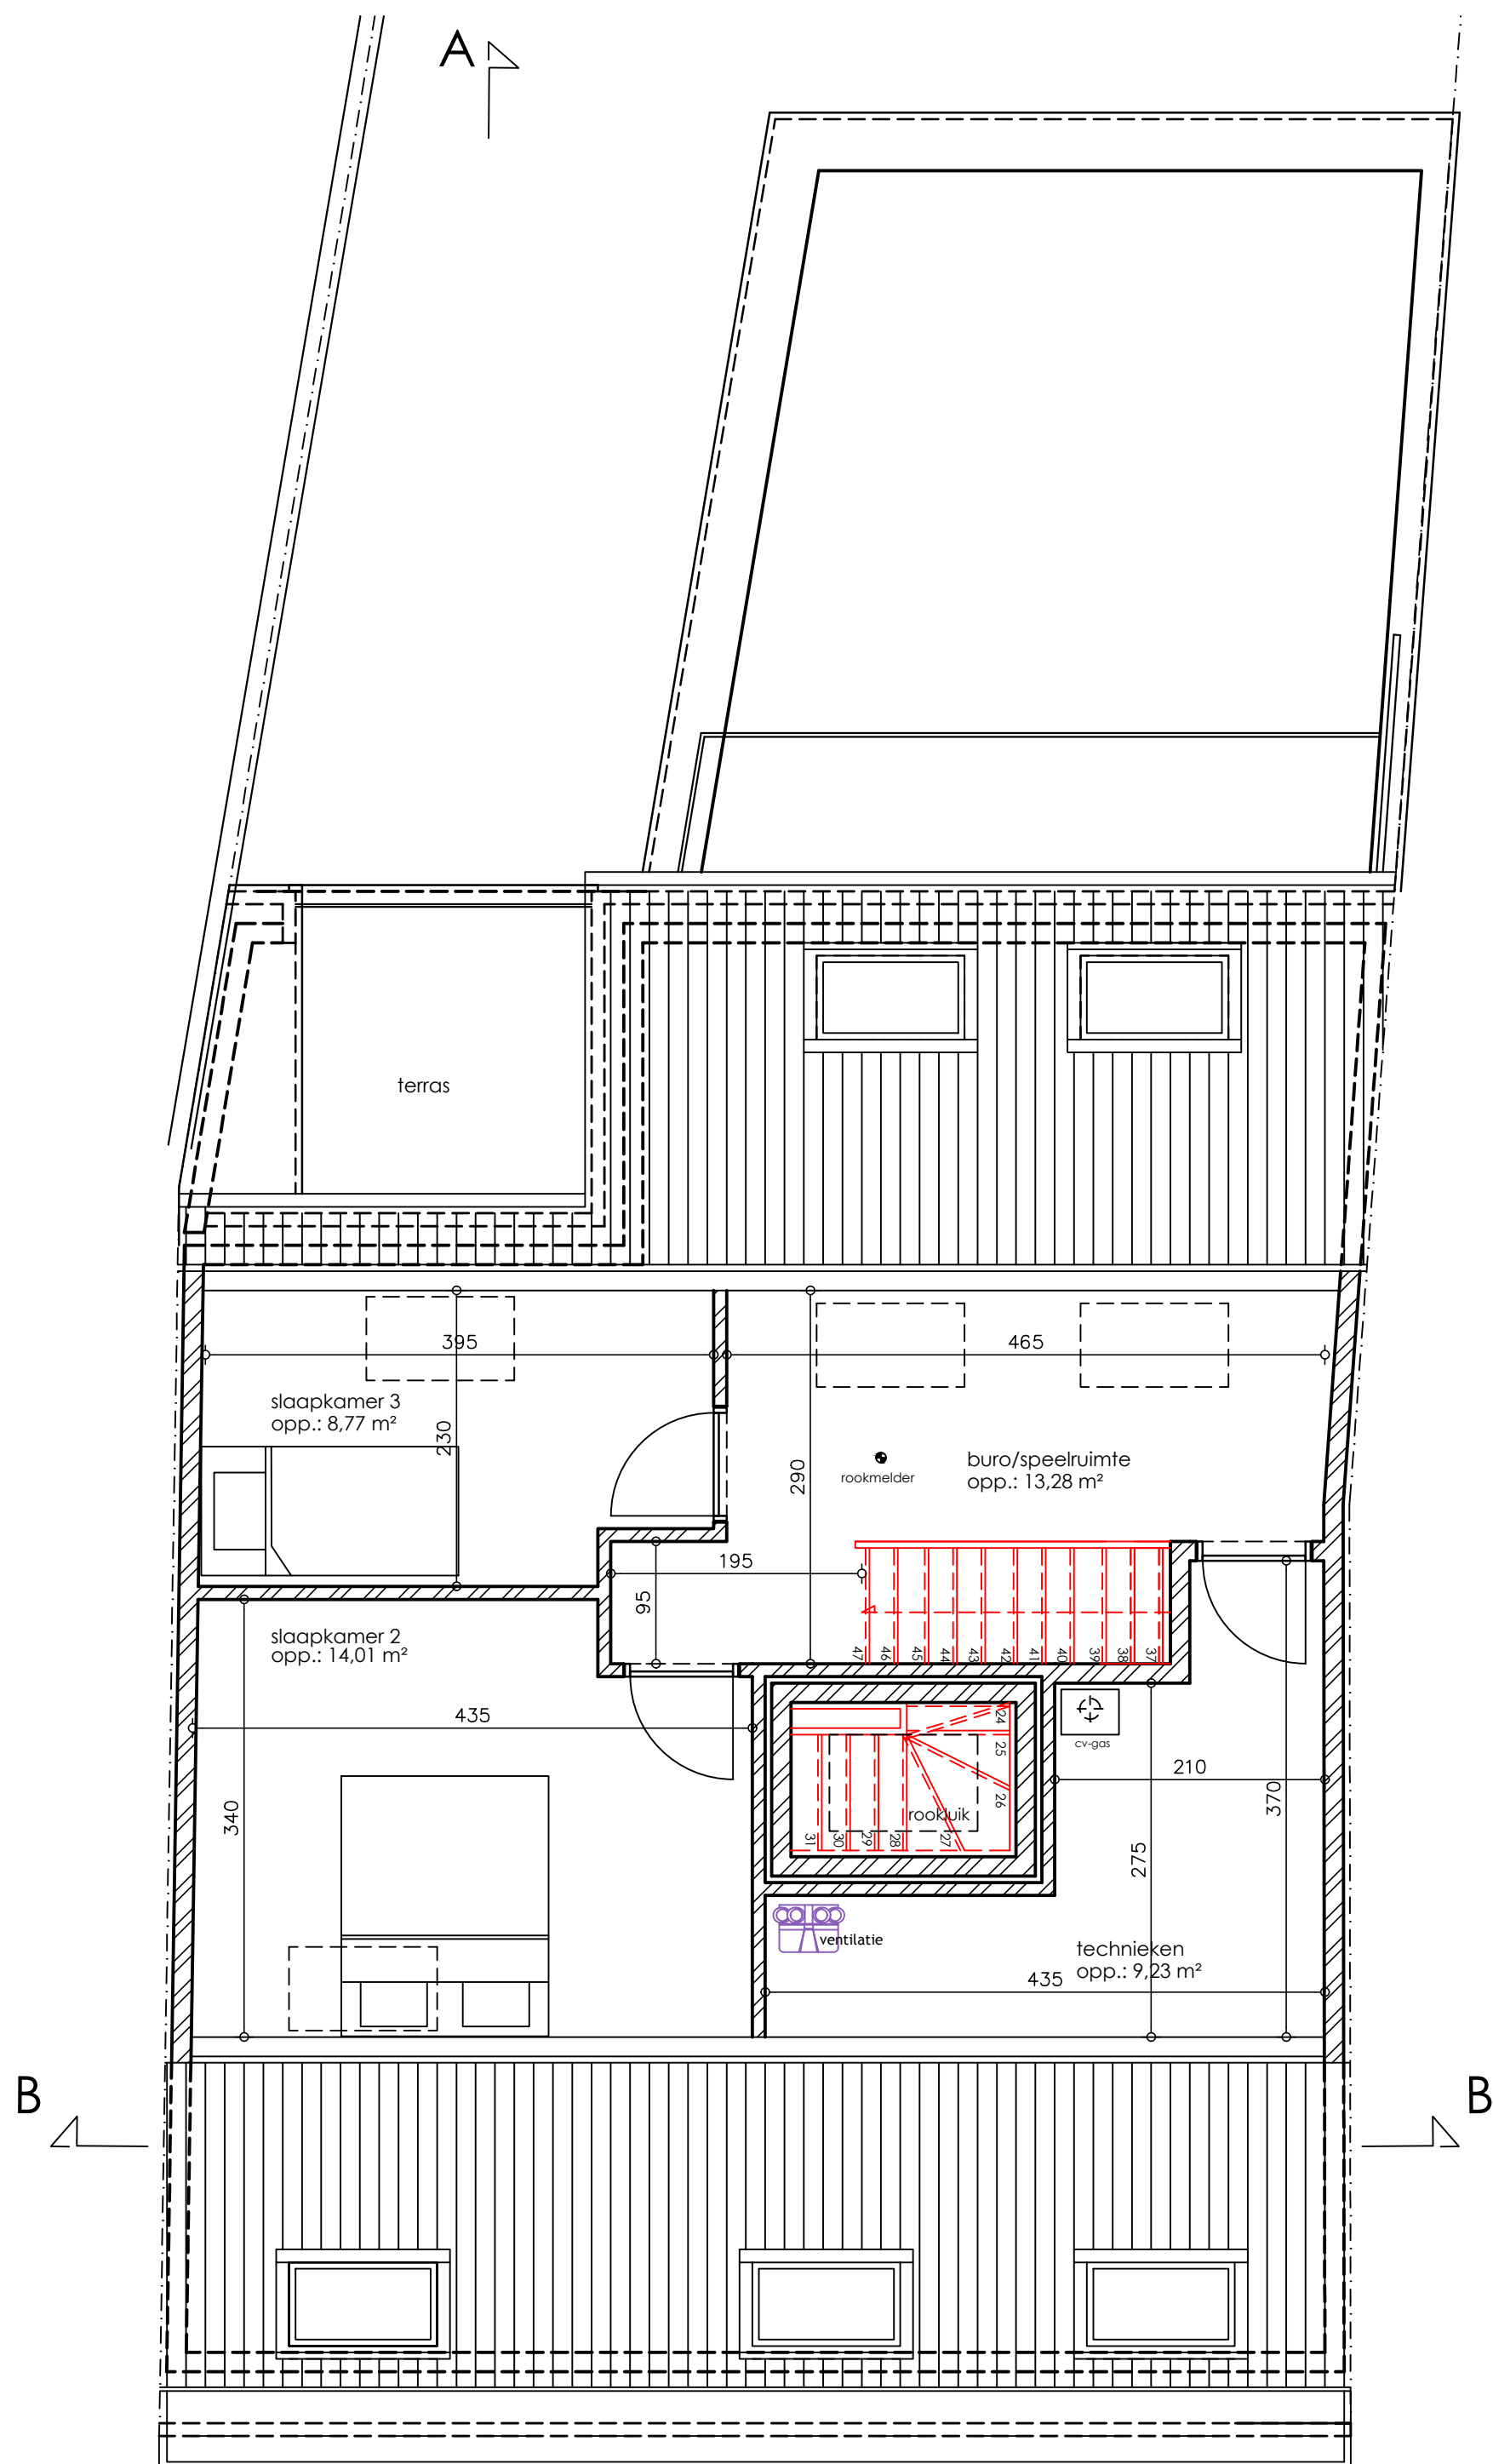 A
terras
395
465
slaapkamer 3
opp.: 8,77 m²
230
290
rookmelder
buro/speelruimte
opp.: 13,28 m²
195
95
47
46
45
44
43
42
41
40
39
38
37
slaapkamer 2
opp.: 14,01 m²
435
340
24
25
26
27
28
29
30
31
rookluik
cv-gas
210
370
275
ventilatie
technieken
opp.: 9,23 m²
435
B
B